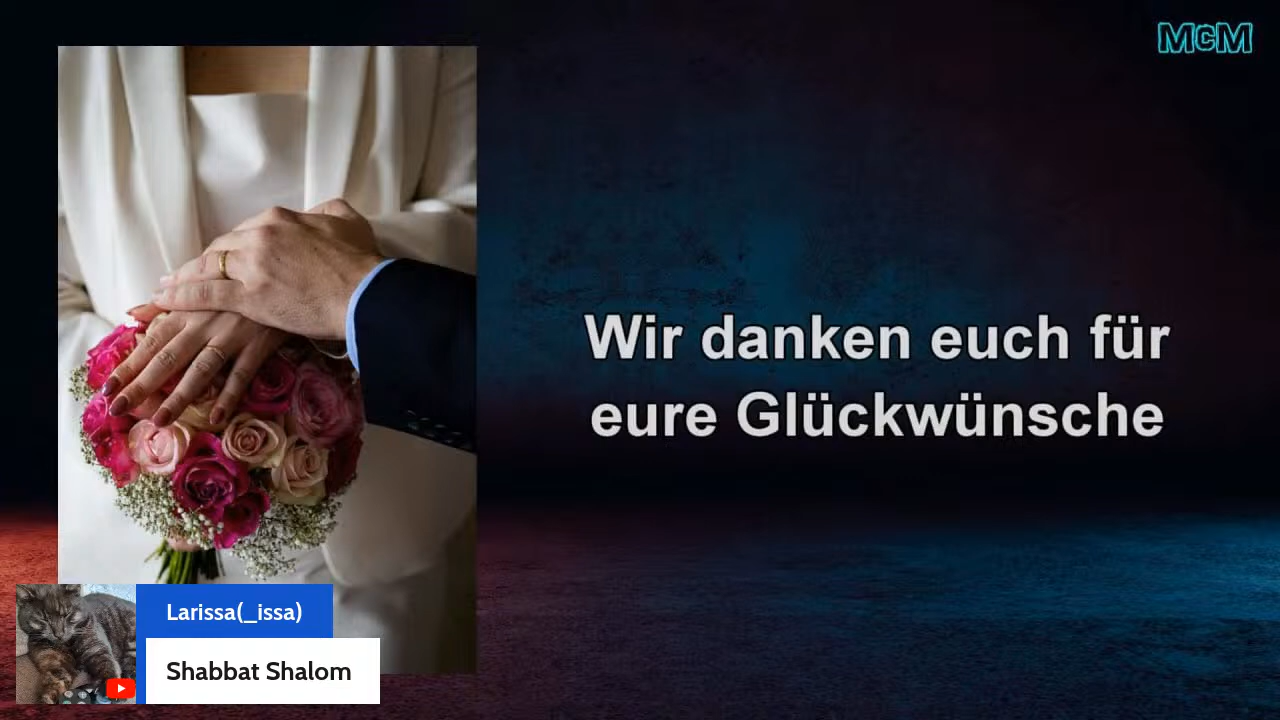 McM
Wir danken euch für
eure Glückwünsche
Larissa(_issa)
Shabbat Shalom